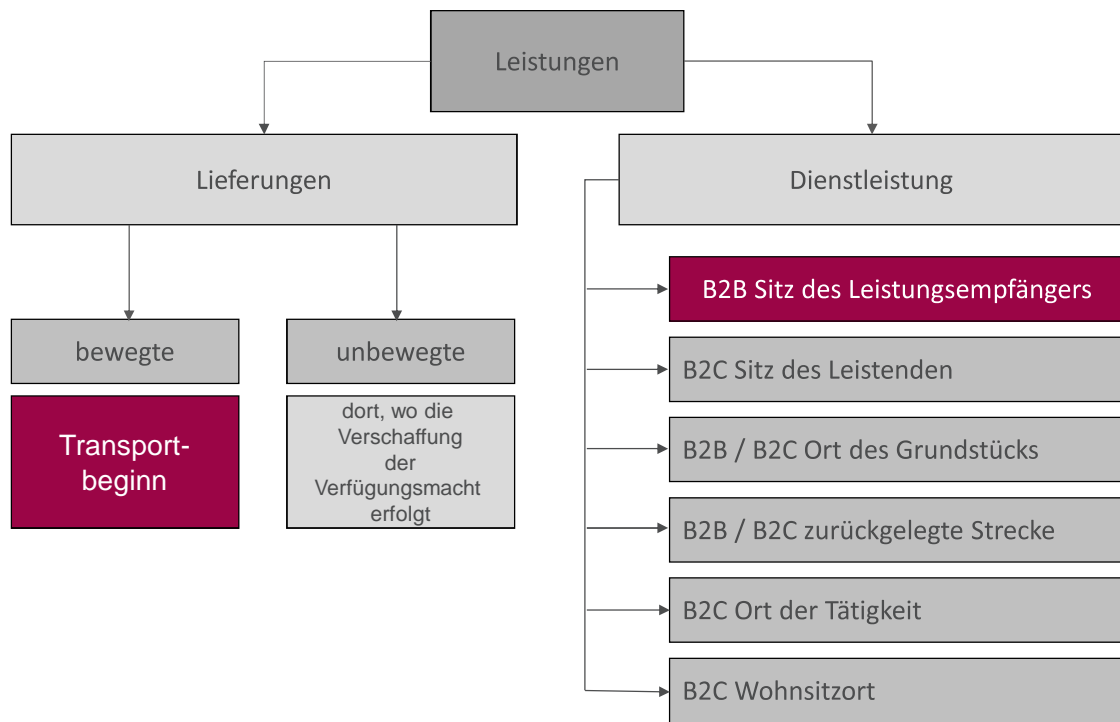 Leistungen
Lieferungen
Dienstleistung
bewegte
unbewegte
Transport-
beginn
dort, wo die
Verschaffung
der
Verfügungsmacht
erfolgt
B2B Sitz des Leistungsempfängers
B2C Sitz des Leistenden
B2B / B2C Ort des Grundstücks
B2B / B2C zurückgelegte Strecke
B2C Ort der Tätigkeit
B2C Wohnsitzort